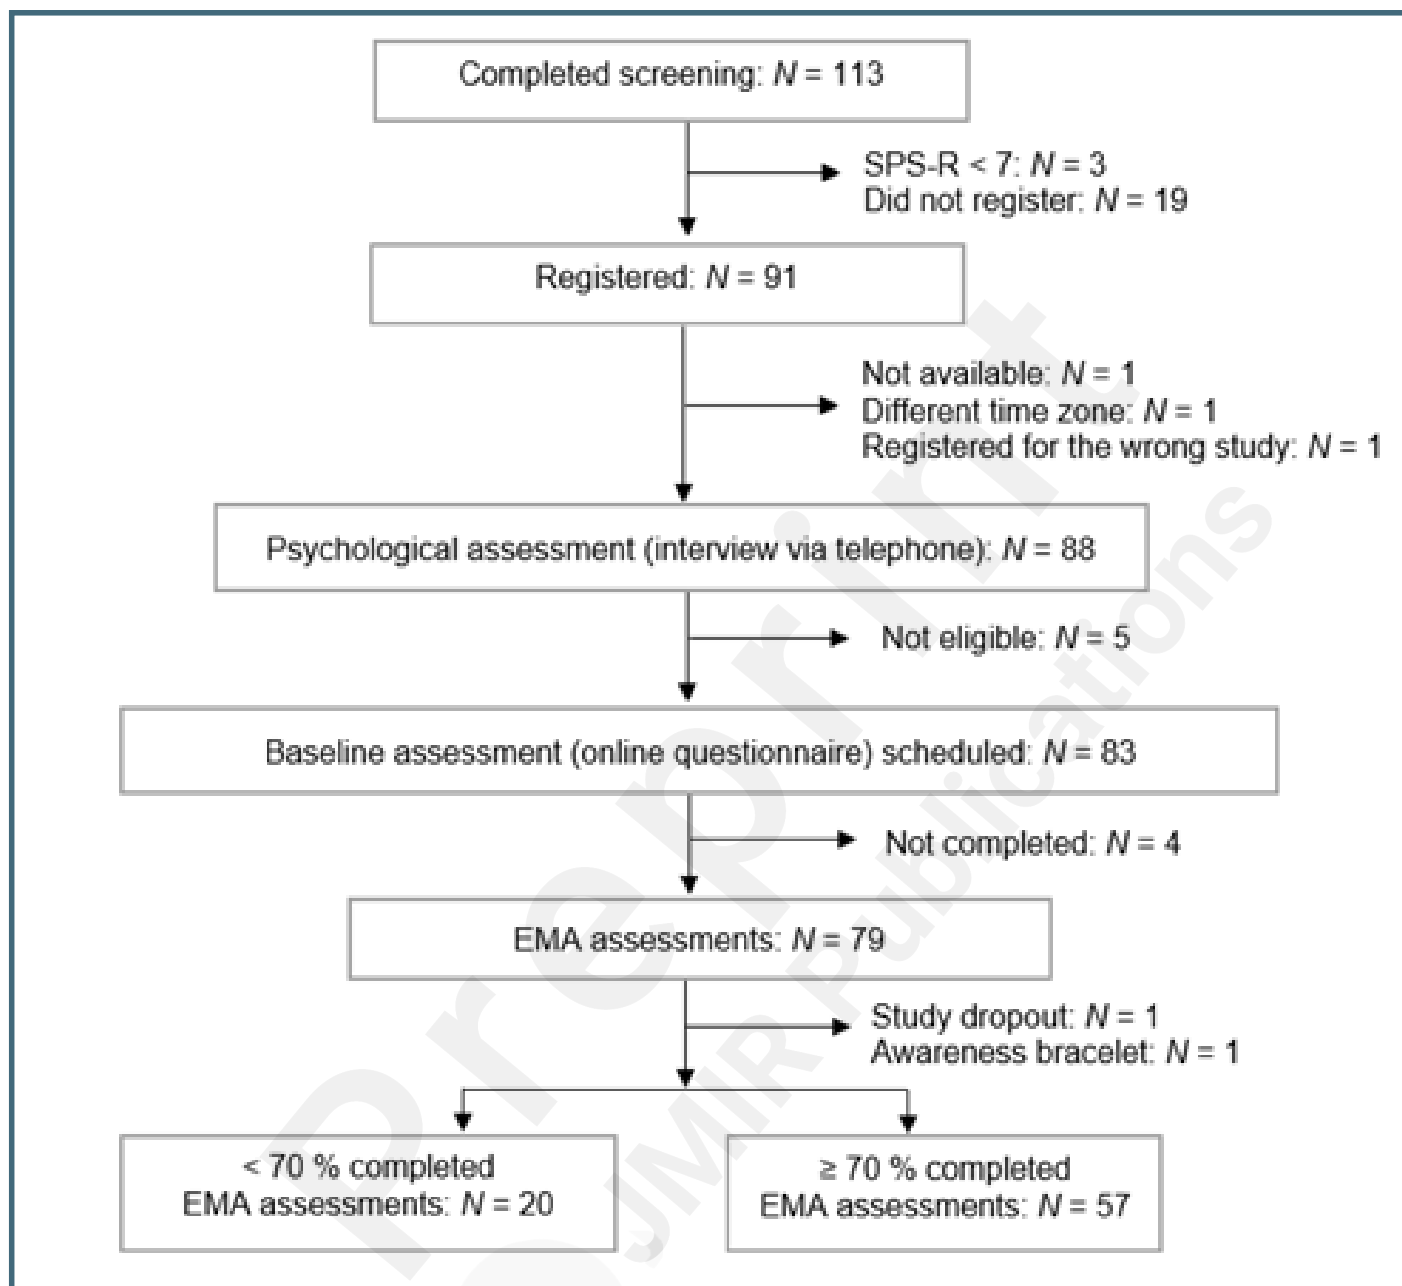 Completed screening: N = 113
SPS-R < 7: N = 3
Did not register: N = 19
Registered: N = 91
Not available: N = 1
Different time zone: N = 1
Registered for the wrong study: N = 1
Psychological assessment (interview via telephone): N = 88
Not eligible: N = 5
Baseline assessment (online questionnaire) scheduled: N = 83
Not completed: N = 4
EMA assessments: N = 79
Study dropout: N = 1
Awareness bracelet: N = 1
< 70 % completed
EMA assessments: N = 20
≥ 70 % completed
EMA assessments: N = 57
Preprint
JMIR Publications